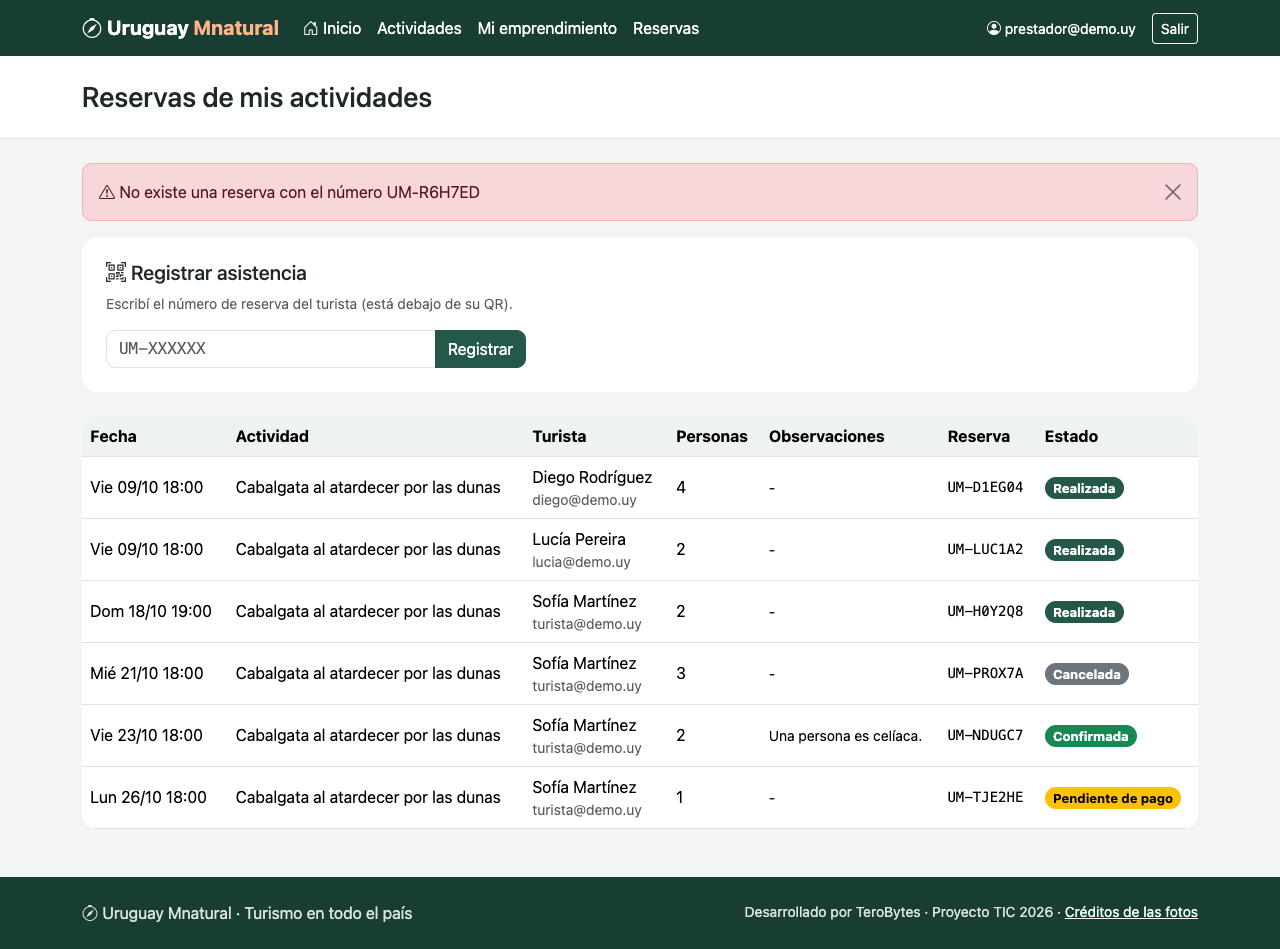 Uruguay Mnatural Inicio Actividades Mi emprendimiento Reservas prestador@demo.uy Salir
Reservas de mis actividades
No existe una reserva con el número UM-R6H7ED
Registrar asistencia
Escribí el número de reserva del turista (está debajo de su QR).
UM-XXXXXX Registrar
Fecha Actividad Turista Personas Observaciones Reserva Estado
Vie 09/10 18:00 Cabalgata al atardecer por las dunas Diego Rodríguez 4 - UM-D1EG04 Realizada
diego@demo.uy
Vie 09/10 18:00 Cabalgata al atardecer por las dunas Lucía Pereira 2 - UM-LUC1A2 Realizada
lucia@demo.uy
Dom 18/10 19:00 Cabalgata al atardecer por las dunas Sofía Martínez 2 - UM-H0Y2Q8 Realizada
turista@demo.uy
Mié 21/10 18:00 Cabalgata al atardecer por las dunas Sofía Martínez 3 - UM-PROX7A Cancelada
turista@demo.uy
Vie 23/10 18:00 Cabalgata al atardecer por las dunas Sofía Martínez 2 Una persona es celíaca. UM-NDUGC7 Confirmada
turista@demo.uy
Lun 26/10 18:00 Cabalgata al atardecer por las dunas Sofía Martínez 1 - UM-TJE2HE Pendiente de pago
turista@demo.uy
Uruguay Mnatural · Turismo en todo el país Desarrollado por TeroBytes · Proyecto TIC 2026 · Créditos de las fotos